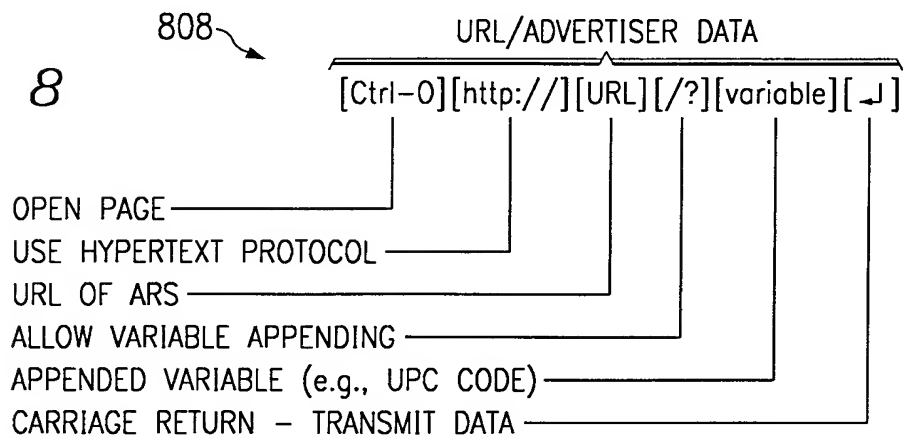 808
URL/ADVERTISER DATA
8
[Ctrl-O][http://][URL][/?][variable][↵]
OPEN PAGE
USE HYPERTEXT PROTOCOL
URL OF ARS
ALLOW VARIABLE APPENDING
APPENDED VARIABLE (e.g., UPC CODE)
CARRIAGE RETURN – TRANSMIT DATA